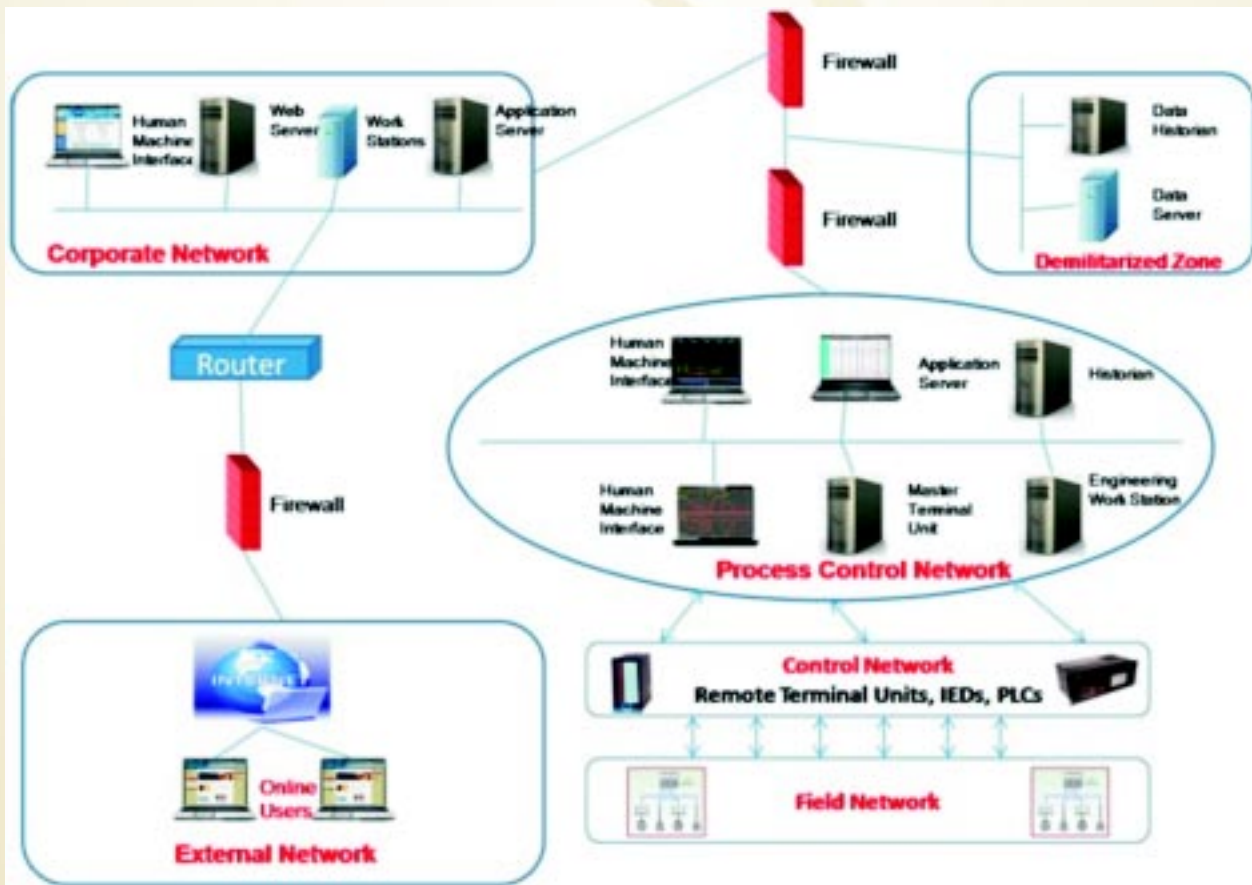 Firewall
Human
Machine
Interface
Web
Server
Work
Stations
Application
Server
Corporate Network
Data
Historian
Data
Server
Demilitarized Zone
Firewall
Router
Firewall
Human
Machine
Interface
Application
Server
Historian
Human
Machine
Interface
Master
Terminal
Unit
Engineering
Work Station
Process Control Network
Control Network
Remote Terminal Units, IEDs, PLCs
Field Network
INTERNET
Online
Users
External Network